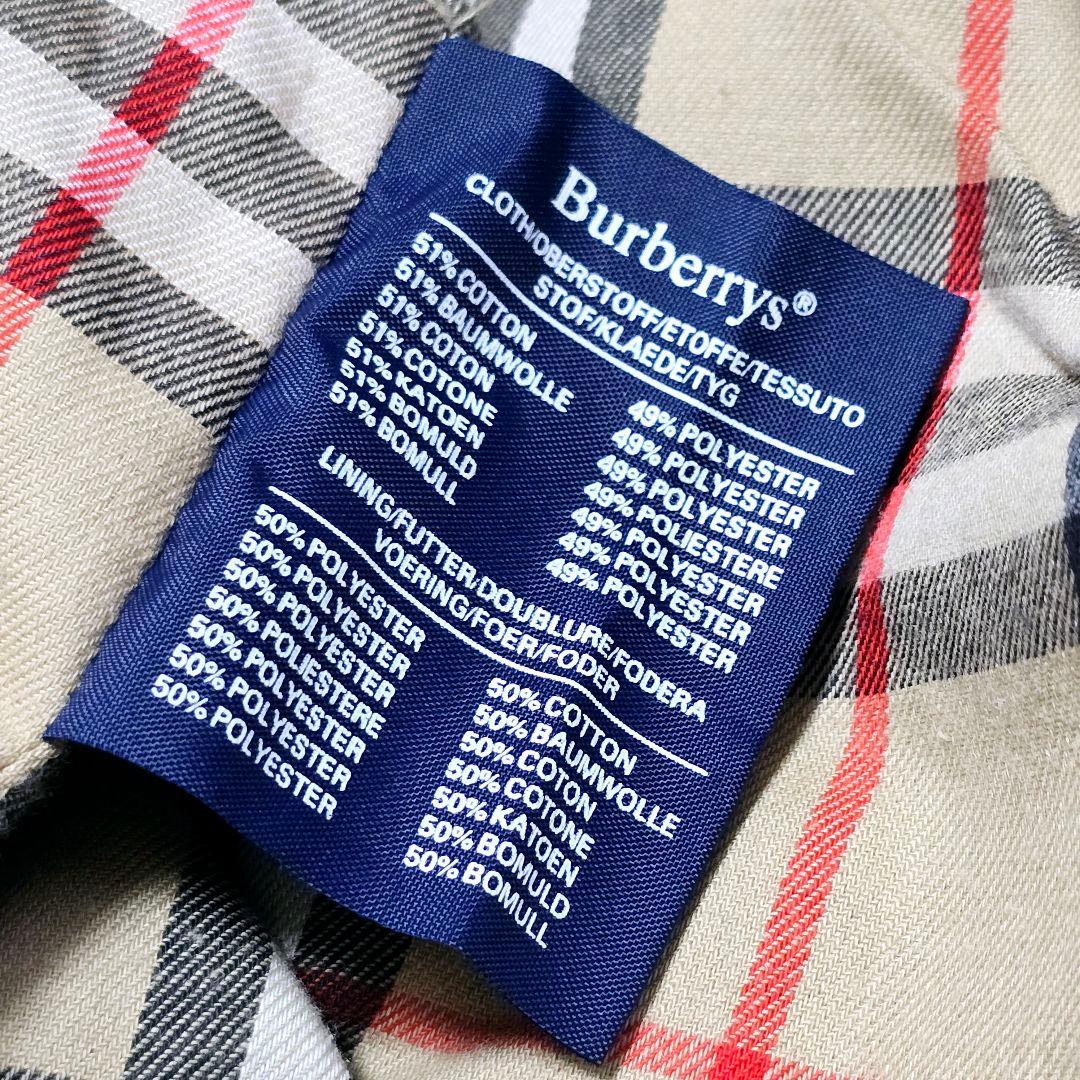 Burberrys®
CLOTH/OBERSTOFF/ETOFFE/TESSUTO
STOF/KLAEDE/TYG
51% COTTON 49% POLYESTER
51% BAUMWOLLE 49% POLYESTER
51% COTON 49% POLYESTER
51% COTONE 49% POLIESTERE
51% KATOEN 49% POLYESTER
51% BOMULD 49% POLYESTER
51% BOMULL 49% POLYESTER
LINING/FUTTER/DOUBLURE/FODERA
VOERING/FOER/FODER
50% POLYESTER 50% COTTON
50% POLYESTER 50% BAUMWOLLE
50% POLYESTER 50% COTON
50% POLIESTERE 50% COTONE
50% POLYESTER 50% KATOEN
50% POLYESTER 50% BOMULD
50% POLYESTER 50% BOMULL